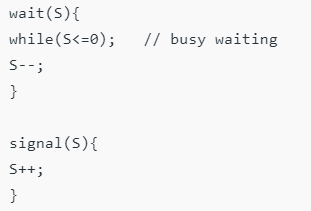 wait(S){
while(S<=0);   // busy waiting
S--;
}

signal(S){
S++;
}